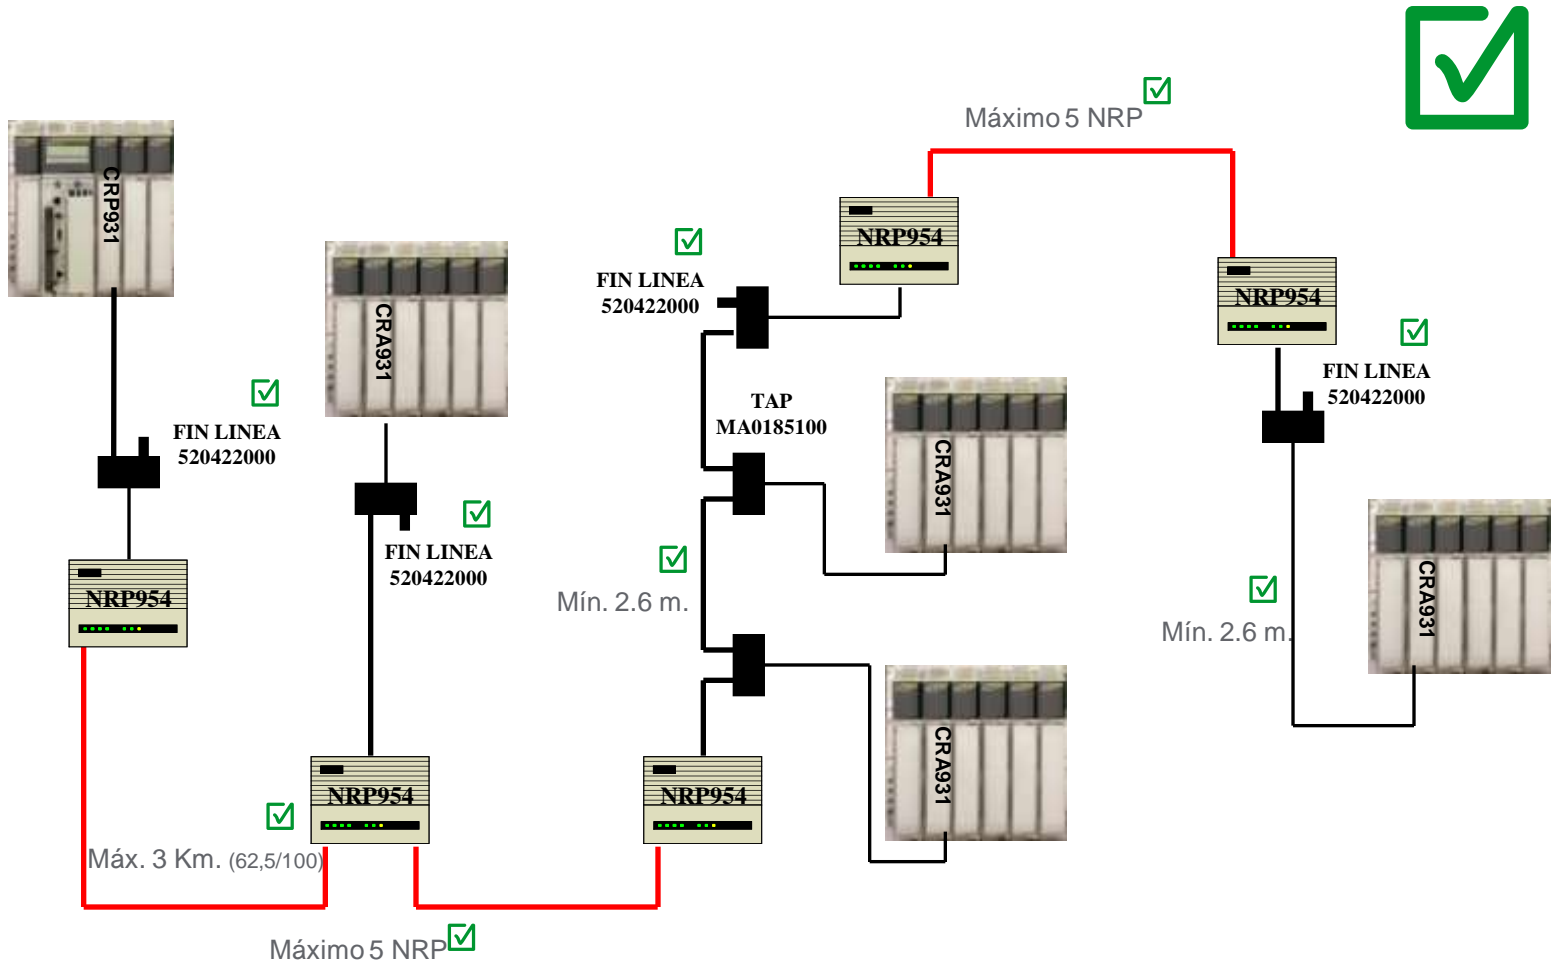 Máximo 5 NRP
CRP931
NRP954
CRA931
FIN LINEA
520422000
NRP954
FIN LINEA
520422000
TAP
MA0185100
FIN LINEA
520422000
CRA931
FIN LINEA
520422000
CRA931
NRP954
Mín. 2.6 m.
Mín. 2.6 m.
CRA931
NRP954
NRP954
Máx. 3 Km. (62,5/100)
Máximo 5 NRP